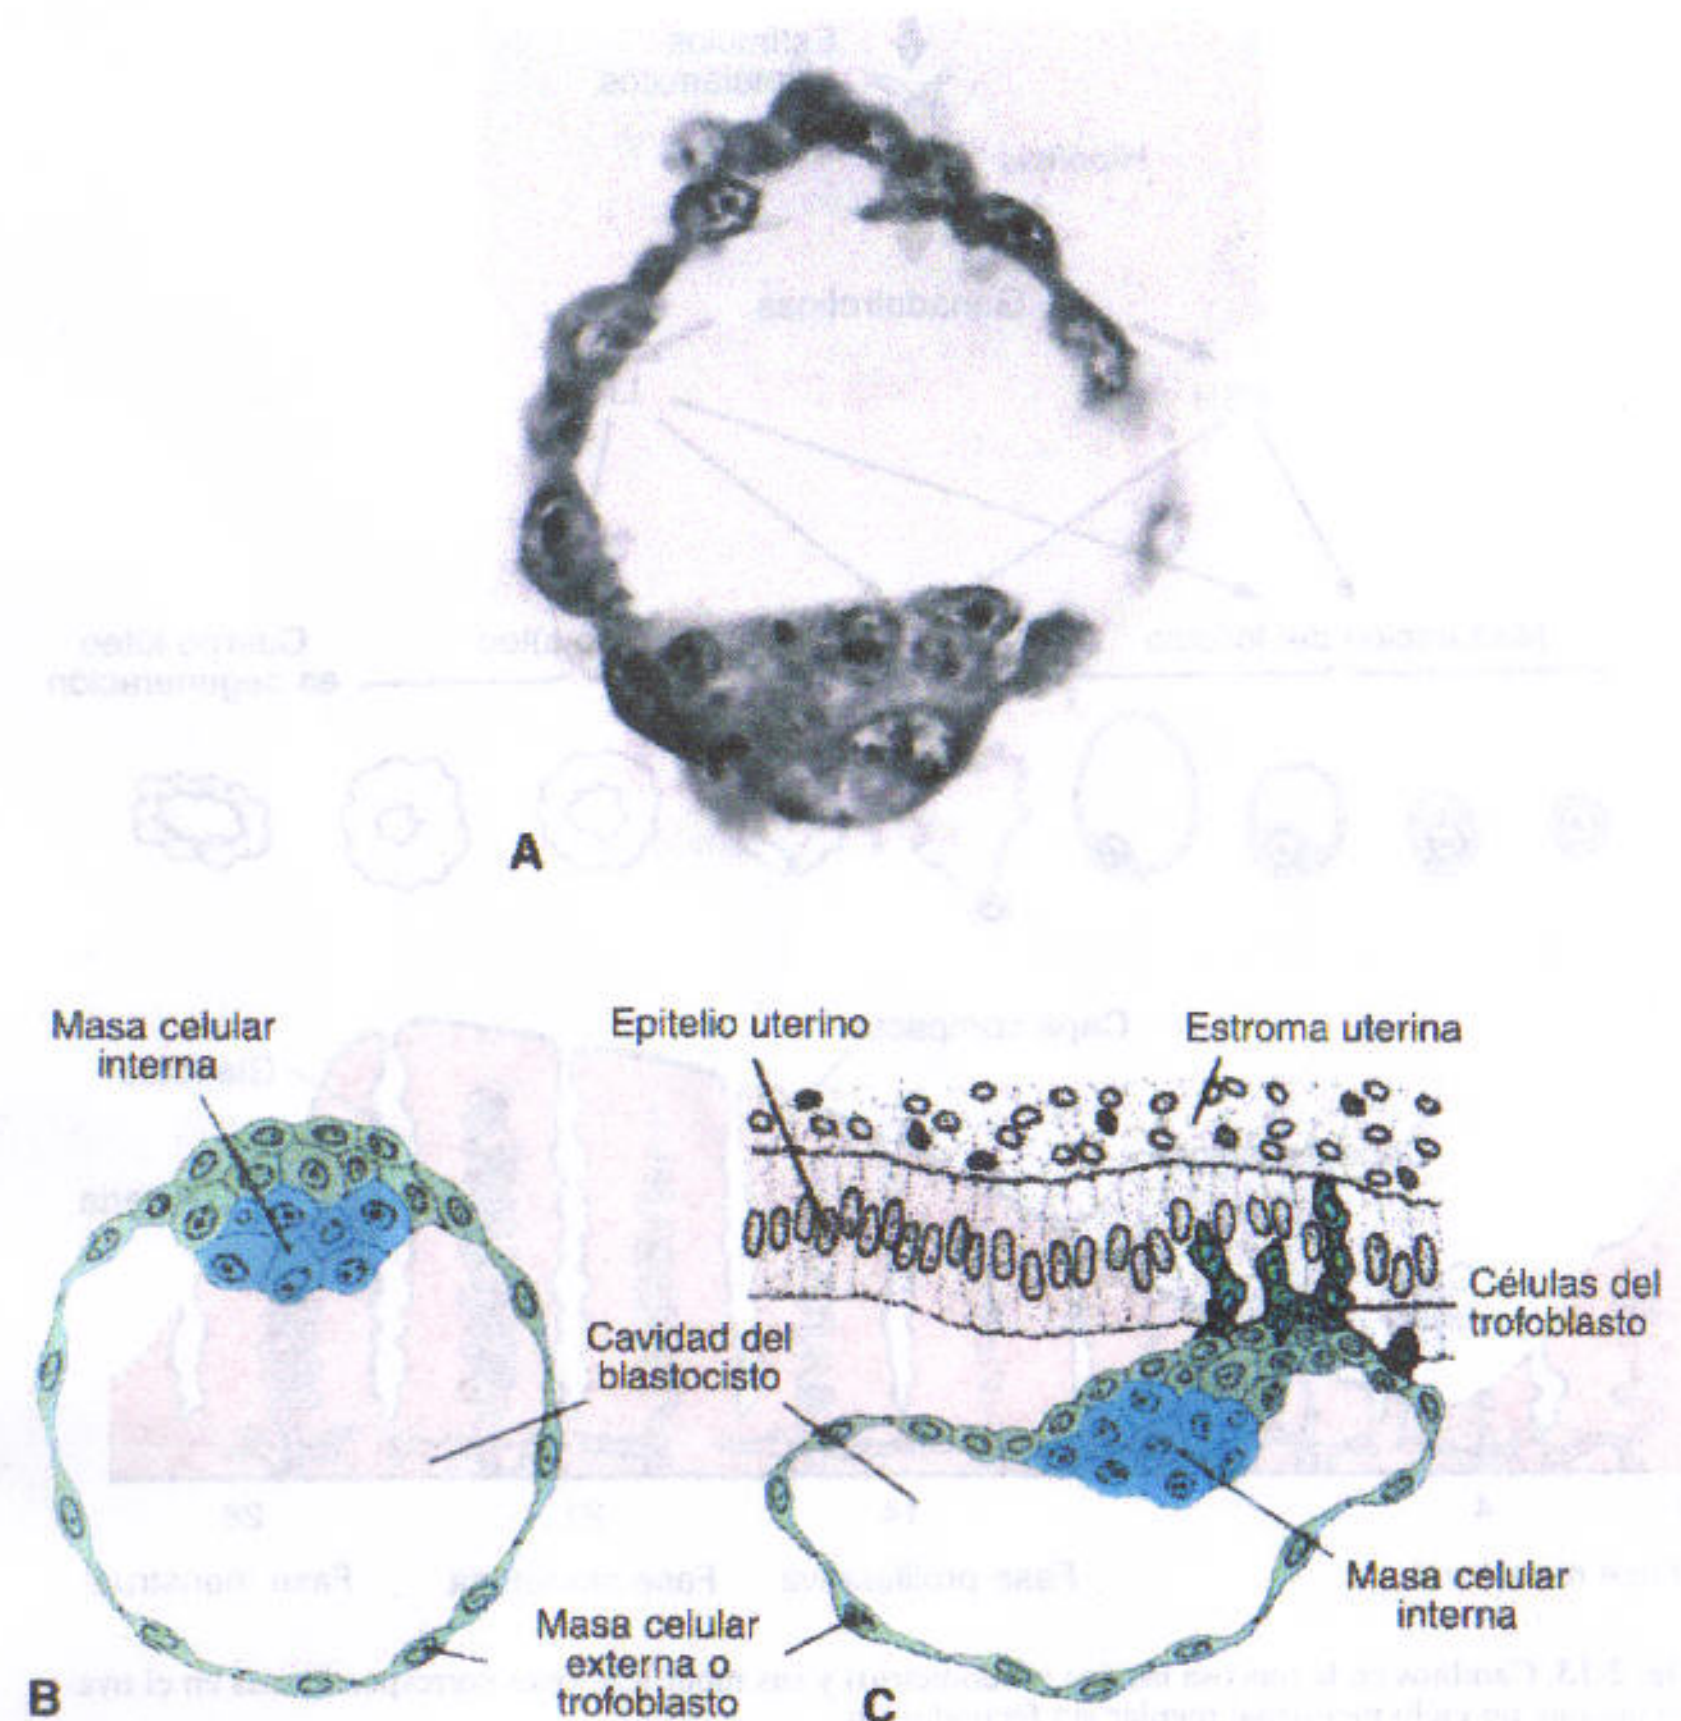 A
Masa celular
interna
Epitelio uterino
Estroma uterina
Células del
trofoblasto
Cavidad del
blastocisto
Masa celular
interna
Masa celular
externa o
trofoblasto
B
C